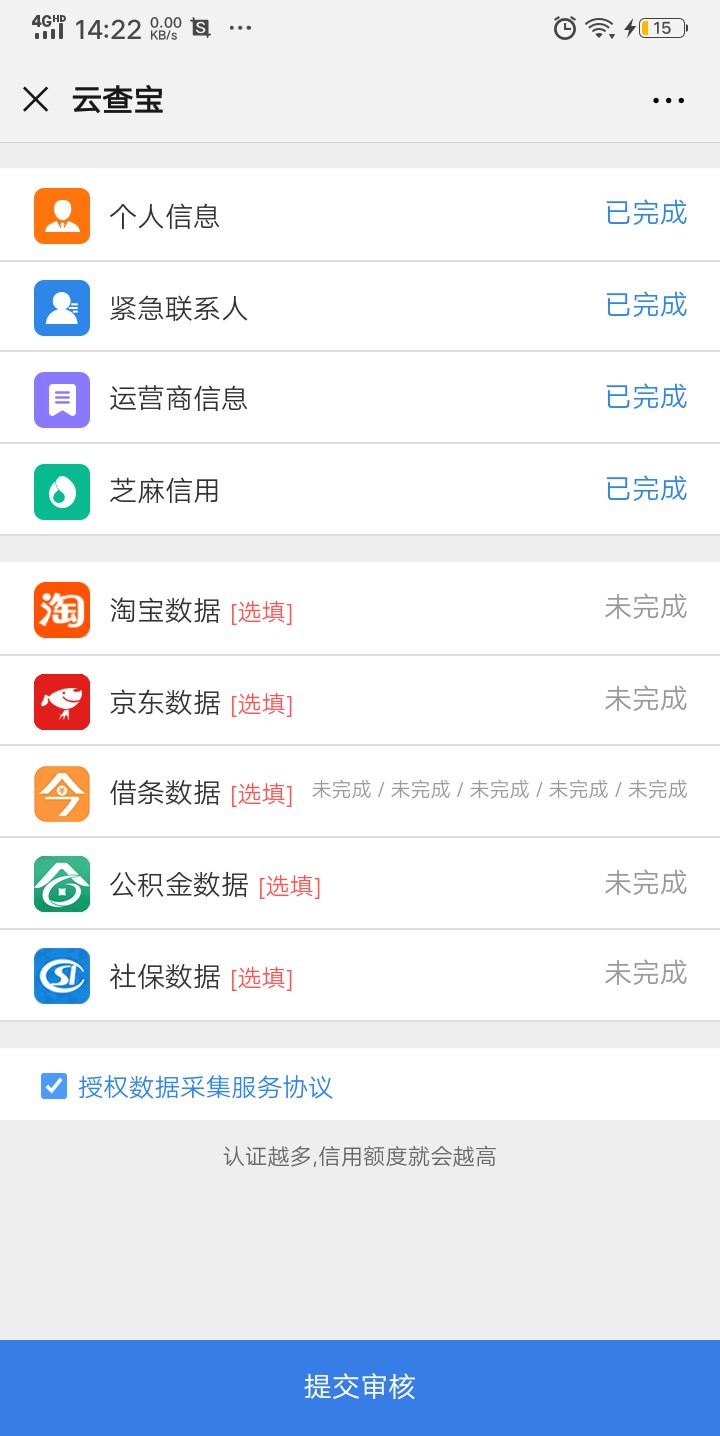 4GHD 14:22 0.00 KB/s S 15
云查宝
个人信息 已完成
紧急联系人 已完成
运营商信息 已完成
芝麻信用 已完成
淘 淘宝数据 [选填] 未完成
京东数据 [选填] 未完成
借条数据 [选填] 未完成 / 未完成 / 未完成 / 未完成 / 未完成
公积金数据 [选填] 未完成
社保数据 [选填] 未完成
授权数据采集服务协议
认证越多,信用额度就会越高
提交审核